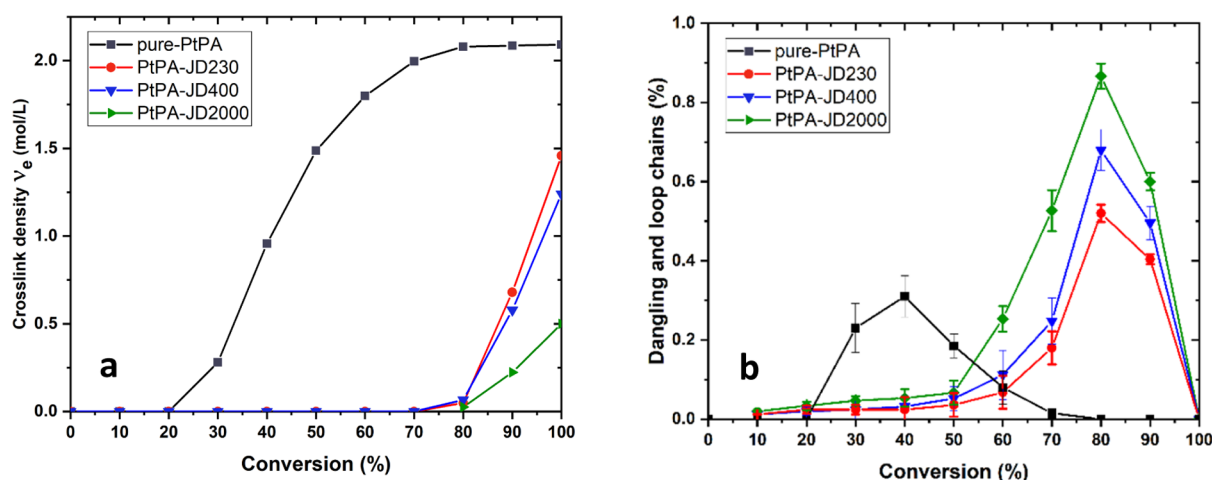 pure-PtPA
PtPA-JD230
PtPA-JD400
PtPA-JD2000
Crosslink density νe (mol/L)
2.0
1.5
1.0
0.5
0.0
a
0 10 20 30 40 50 60 70 80 90 100
Conversion (%)
pure-PtPA
PtPA-JD230
PtPA-JD400
PtPA-JD2000
Dangling and loop chains (%)
1.0
0.8
0.6
0.4
0.2
0.0
b
0 10 20 30 40 50 60 70 80 90 100
Conversion (%)